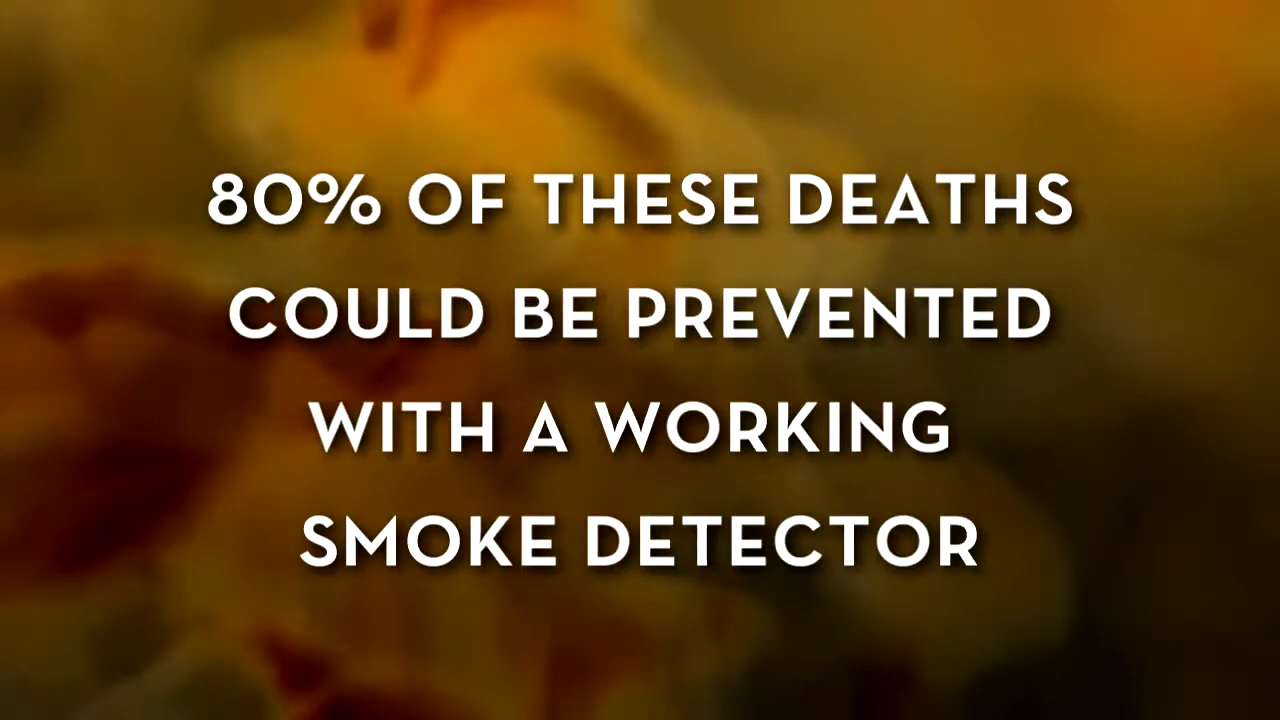 80% OF THESE DEATHS
COULD BE PREVENTED
WITH A WORKING
SMOKE DETECTOR